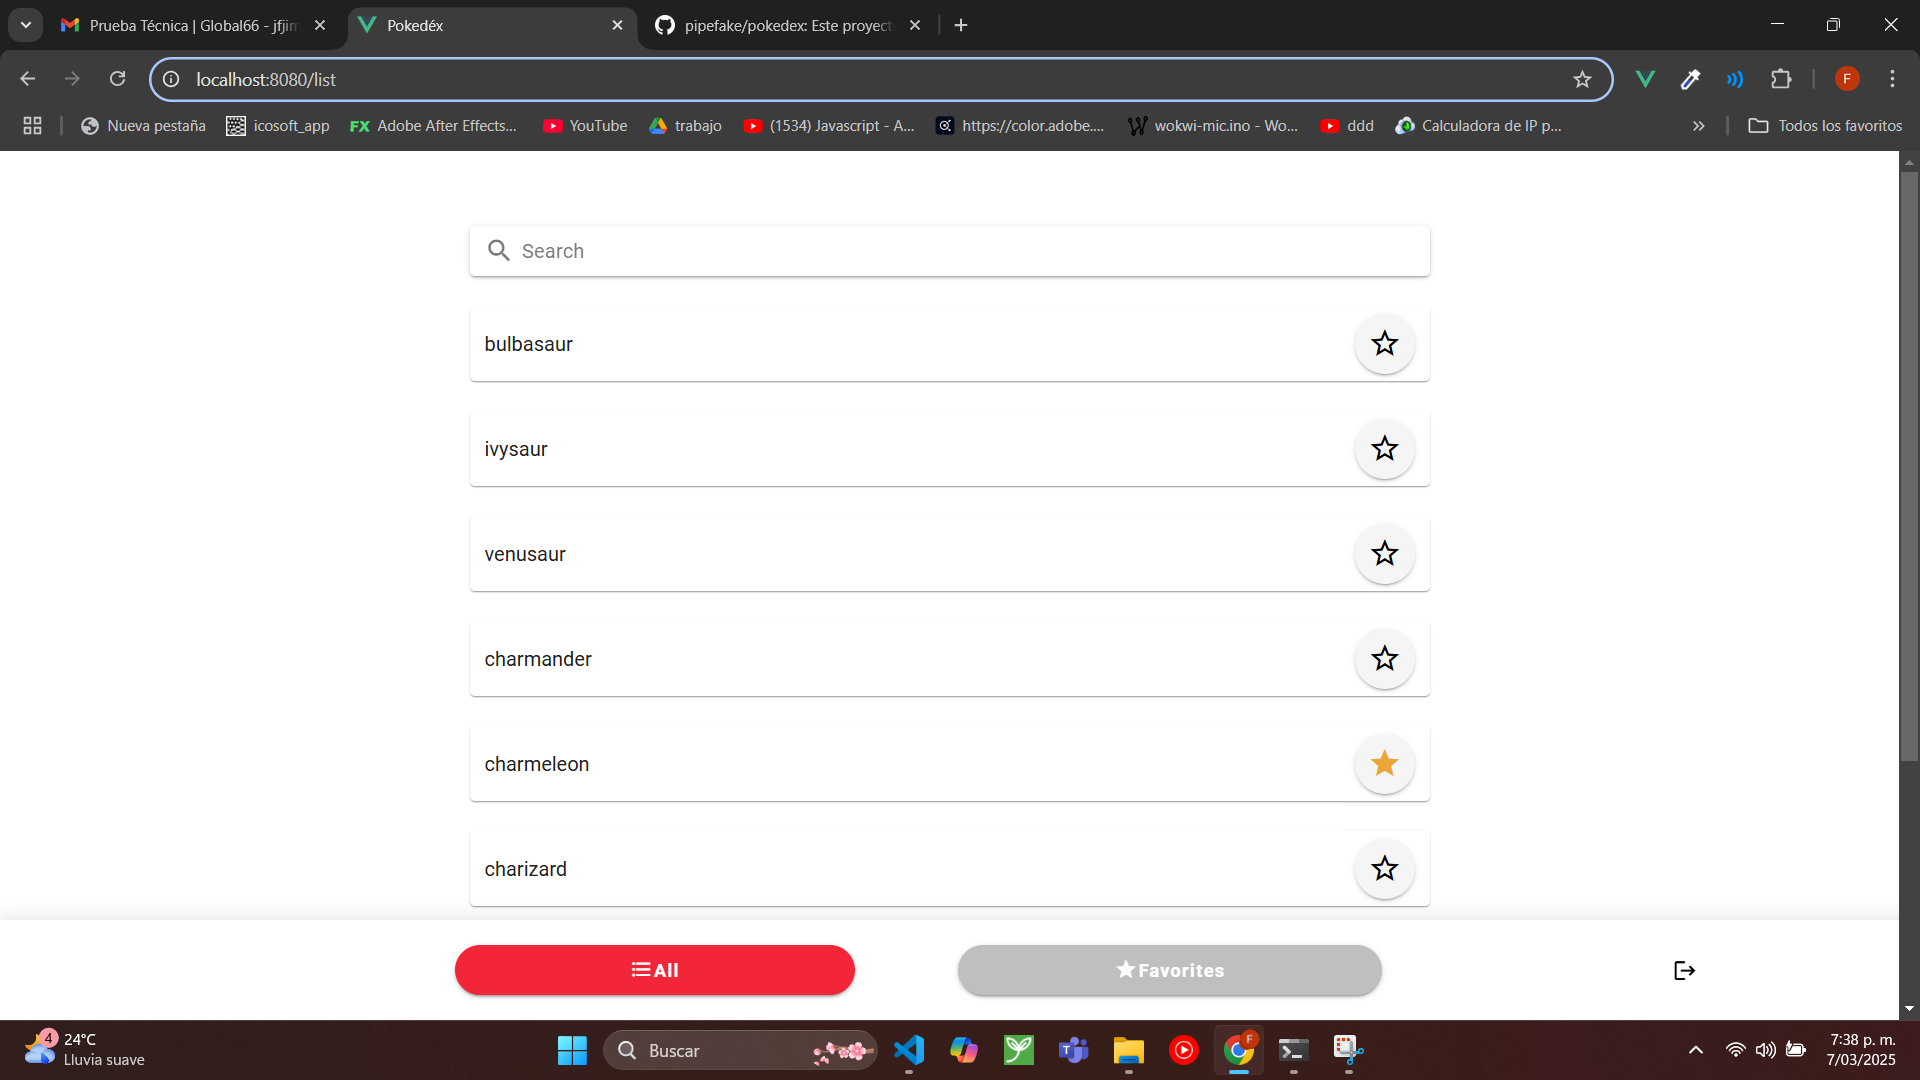 Prueba Técnica | Global66 - jfjim
Pokedéx
pipefake/pokedex: Este proyect
localhost:8080/list
F
Nueva pestaña
icosoft_app
FX Adobe After Effects...
YouTube
trabajo
(1534) Javascript - A...
https://color.adobe....
wokwi-mic.ino - Wo...
ddd
Calculadora de IP p...
Todos los favoritos
Search
bulbasaur
ivysaur
venusaur
charmander
charmeleon
charizard
All
Favorites
4
24°C
Lluvia suave
Buscar
F
7:38 p. m.
7/03/2025